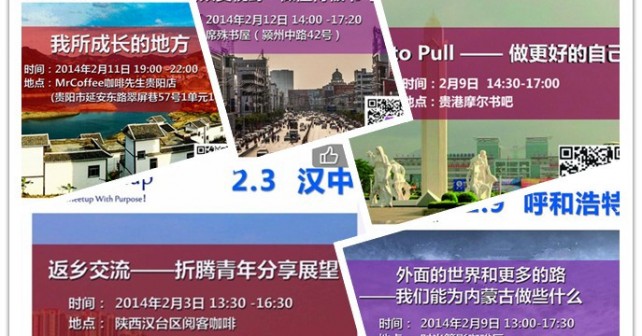 我所成长的地方
时间：2014年2月11日 19:00 -22:00
地点：MrCoffee咖啡先生贵阳店
(贵阳市延安东路翠屏巷57号1单元1
2014年2月12日 14:00 -17:20
席殊书屋（颍州中路42号）
to Pull —— 做更好的自己
时间：2月9日 14:30-17:00
地点：贵港摩尔书吧
2.3 汉中
Meetup With Purpose!
2.9 呼和浩特
返乡交流——折腾青年分享展望
时间： 2014年2月3日 13:30 -16:30
地点： 陕西汉台区阅客咖啡
外面的世界和更多的路
——我们能为内蒙古做些什么
时间： 2014年2月9日 13:30-17:00